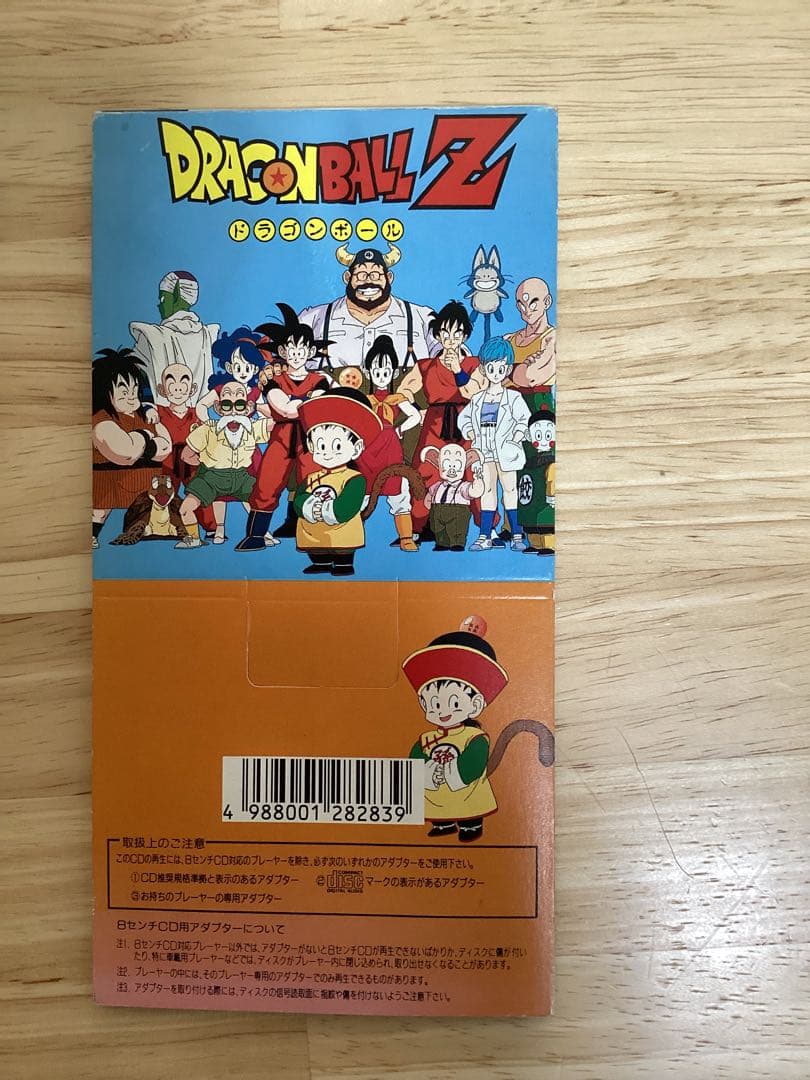 DRAGON BALL Z
ドラゴンボール
餃
孫
4 988001 282839
取扱上のご注意
このCDの再生には、8センチCD対応のプレーヤーを除き、必ず次のいずれかのアダプターをご使用下さい。
①CD推奨規格準拠と表示のあるアダプター ② COMPACT disc DIGITAL AUDIO マークの表示があるアダプター
③お持ちのプレーヤーの専用アダプター
8センチCD用アダプターについて
注1. 8センチCD対応プレーヤー以外では、アダプターがないと8センチCDが再生できないばかりか、ディスクに傷が付い
たり、特に車載用プレーヤーなどでは、ディスクがプレーヤー内に閉じ込められ、取り出せなくなることがあります。
注2. プレーヤーの中には、そのプレーヤー専用のアダプターでのみ再生できるものがあります。
注3. アダプターを取り付ける際には、ディスクの信号読取面に指紋や傷を付けないようご注意下さい。